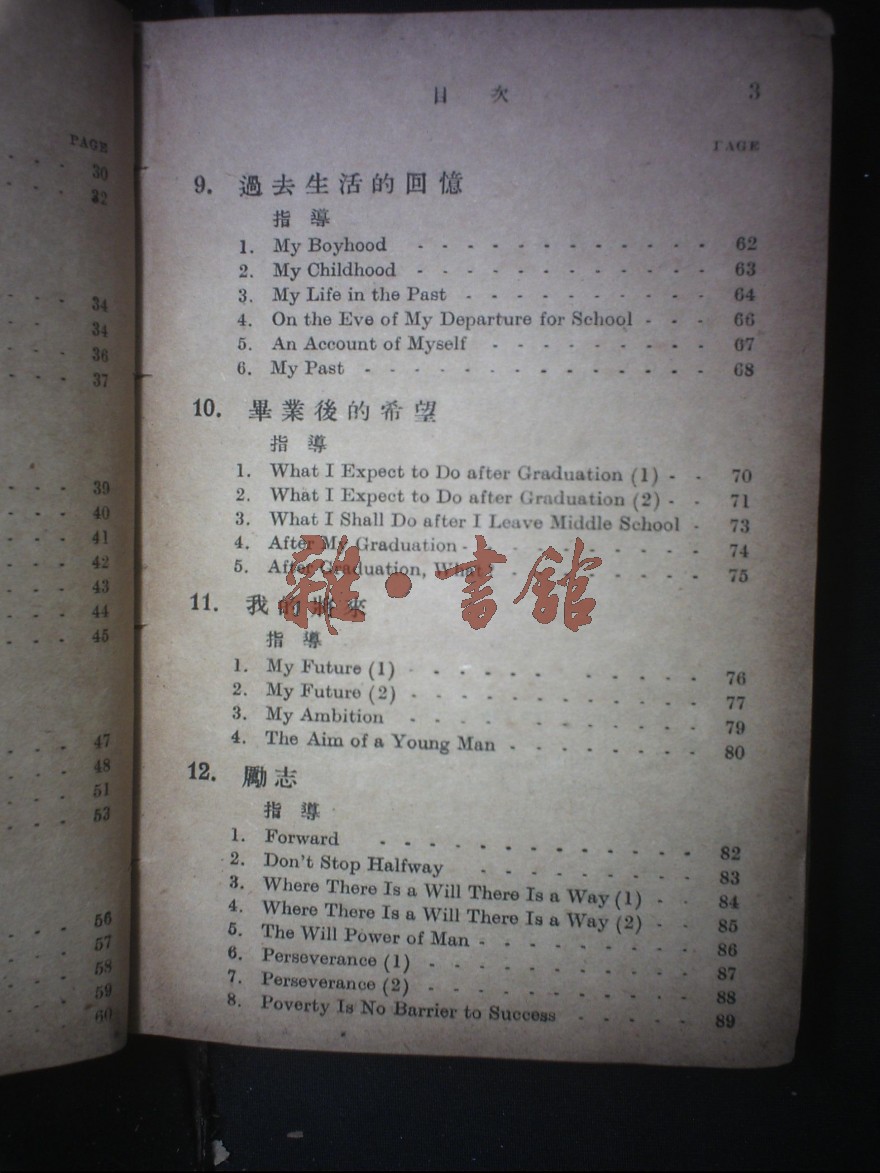 PAGE
30
32
34
34
36
37
39
40
41
42
43
44
45
47
48
51
53
56
57
58
59
60
目 次 3
PAGE
9. 過去生活的回憶
指導
1. My Boyhood - - - - - - - - - - - - 62
2. My Childhood - - - - - - - - - - - - 63
3. My Life in the Past - - - - - - - - - - 64
4. On the Eve of My Departure for School - - - 66
5. An Account of Myself - - - - - - - - - 67
6. My Past - - - - - - - - - - - - - - 68
10. 畢業後的希望
指導
1. What I Expect to Do after Graduation (1) - - 70
2. What I Expect to Do after Graduation (2) - - 71
3. What I Shall Do after I Leave Middle School - 73
4. After My Graduation - - - - - - - - - - 74
5. After Graduation, What? - - - - - - - - 75
雜·書館
11. 我的將來
指導
1. My Future (1) - - - - - - - - - - - - 76
2. My Future (2) - - - - - - - - - - - - 77
3. My Ambition - - - - - - - - - - - - 79
4. The Aim of a Young Man - - - - - - - - 80
12. 勵志
指導
1. Forward - - - - - - - - - - - - - 82
2. Don't Stop Halfway - - - - - - - - - 83
3. Where There Is a Will There Is a Way (1) - - 84
4. Where There Is a Will There Is a Way (2) - - 85
5. The Will Power of Man - - - - - - - - - 86
6. Perseverance (1) - - - - - - - - - - - 87
7. Perseverance (2) - - - - - - - - - - - 88
8. Poverty Is No Barrier to Success - - - - - 89